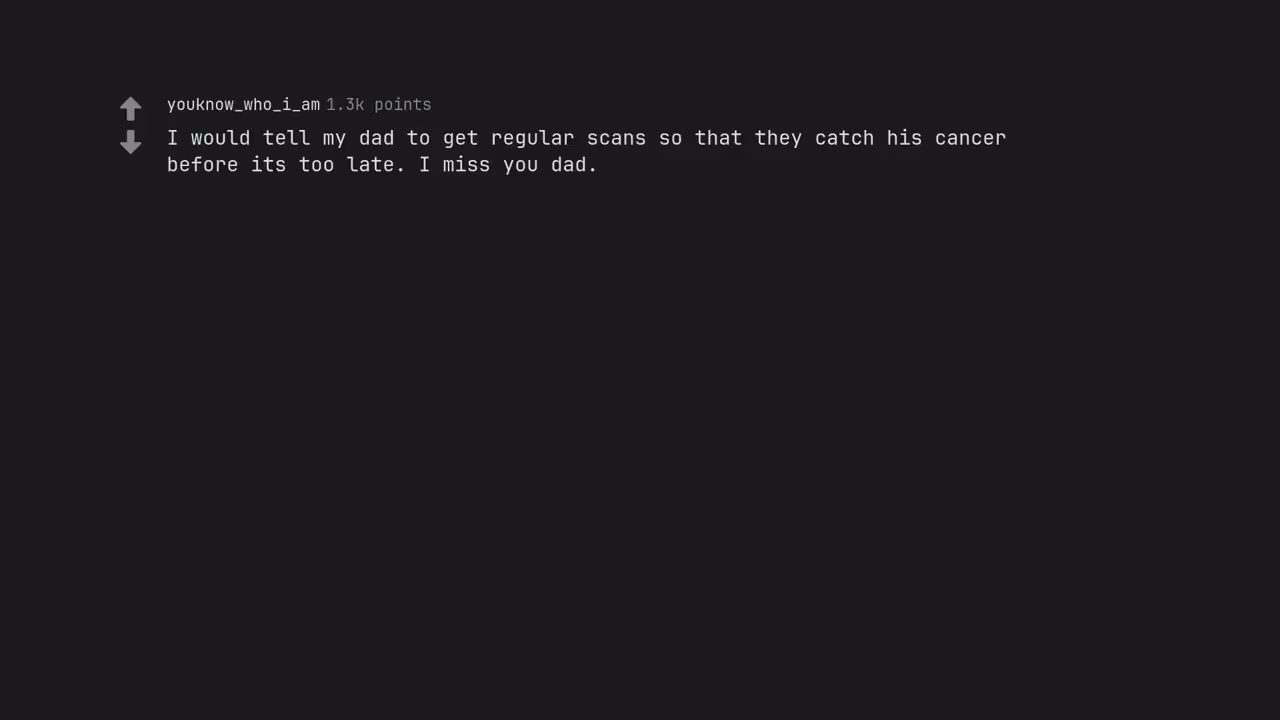 youknow_who_i_am 1.3k points
I would tell my dad to get regular scans so that they catch his cancer
before its too late. I miss you dad.